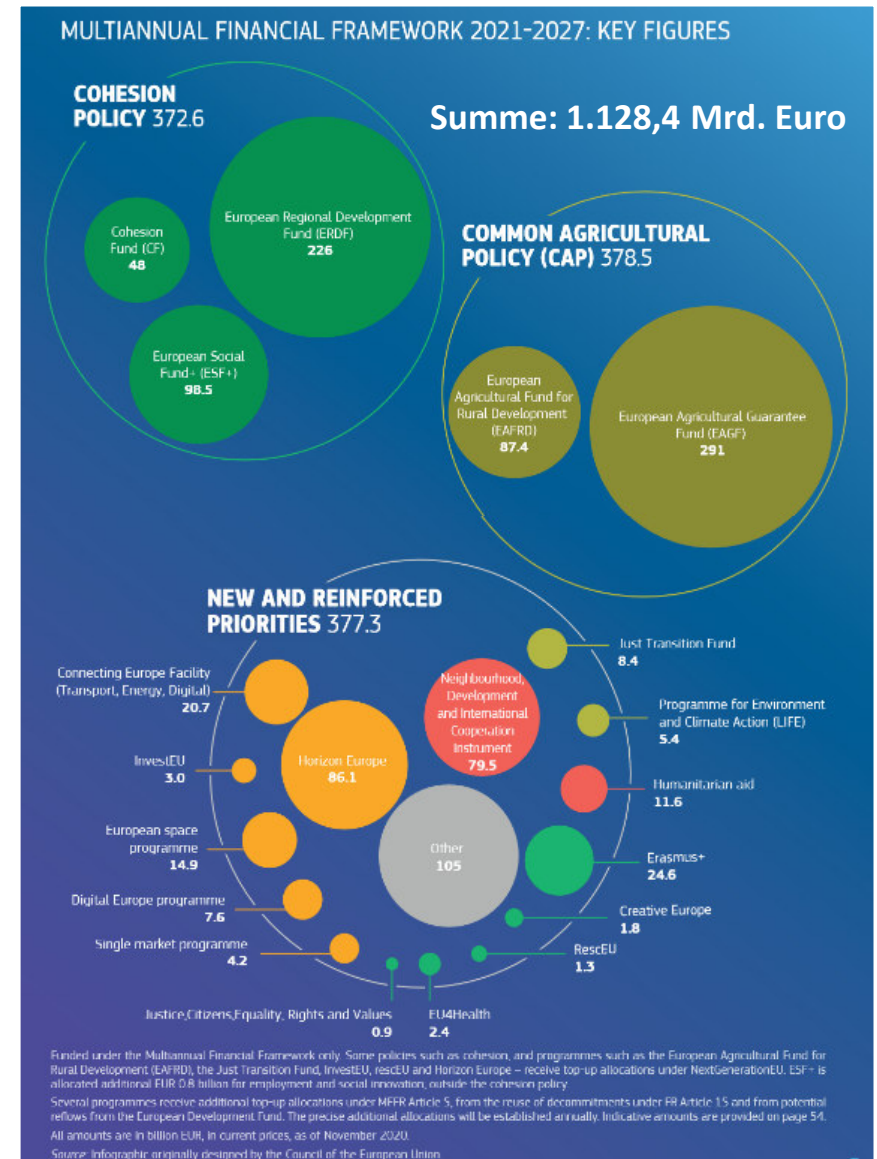 MULTIANNUAL FINANCIAL FRAMEWORK 2021-2027: KEY FIGURES
COHESION
POLICY 372.6
Summe: 1.128,4 Mrd. Euro
European Regional Development
Fund (ERDF)
226
Cohesion
Fund (CF)
48
European Social
Fund+ (ESF+)
98.5
COMMON AGRICULTURAL
POLICY (CAP) 378.5
European
Agricultural Fund for
Rural Development
(EAFRD)
87.4
European Agricultural Guarantee
Fund (EAGF)
291
NEW AND REINFORCED
PRIORITIES 377.3
Connecting Europe Facility
(Transport, Energy, Digital)
20.7
InvestEU
3.0
European space
programme
14.9
Digital Europe programme
7.6
Single market programme
4.2
Justice,Citizens,Equality, Rights and Values
0.9
EU4Health
2.4
Horizon Europe
86.1
Neighbourhood,
Development
and International
Cooperation
Instrument
79.5
Other
105
Just Transition Fund
8.4
Programme for Environment
and Climate Action (LIFE)
5.4
Humanitarian aid
11.6
Erasmus+
24.6
Creative Europe
1.8
RescEU
1.3
Funded under the Multiannual Financial Framework only. Some policies such as cohesion, and programmes such as the European Agricultural Fund for
Rural Development (EAFRD), the Just Transition Fund, InvestEU, rescEU and Horizon Europe – receive top-up allocations under NextGenerationEU. ESF+ is
allocated additional EUR 0.8 billion for employment and social innovation, outside the cohesion policy.
Several programmes receive additional top-up allocations under MFFR Article 5, from the reuse of decommitments under FR Article 15 and from potential
reflows from the European Development Fund. The precise additional allocations will be established annually. Indicative amounts are provided on page 54.
All amounts are in billion EUR, in current prices, as of November 2020.
Source: Infographic originally designed by the Council of the European Union